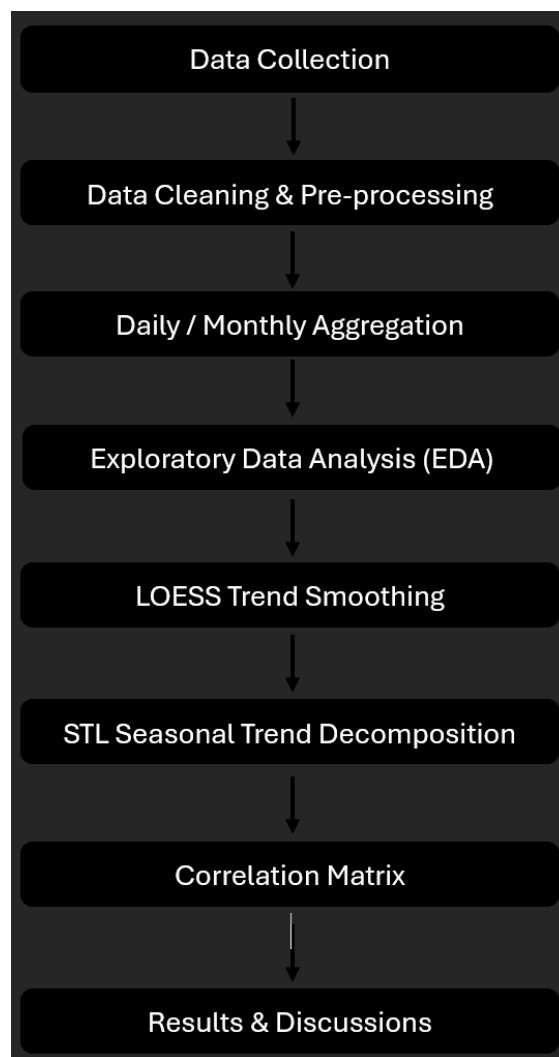 Data Collection
Data Cleaning & Pre-processing
Daily / Monthly Aggregation
Exploratory Data Analysis (EDA)
LOESS Trend Smoothing
STL Seasonal Trend Decomposition
Correlation Matrix
Results & Discussions